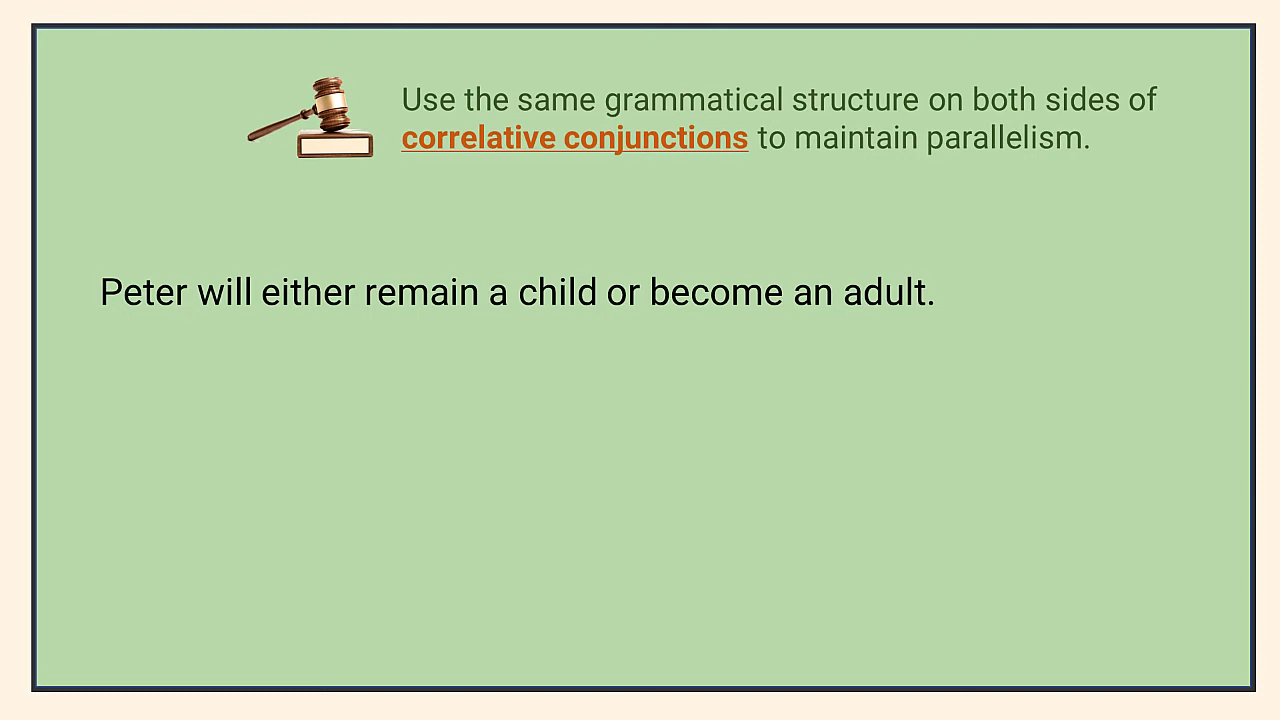 Use the same grammatical structure on both sides of
correlative conjunctions to maintain parallelism.
Peter will either remain a child or become an adult.